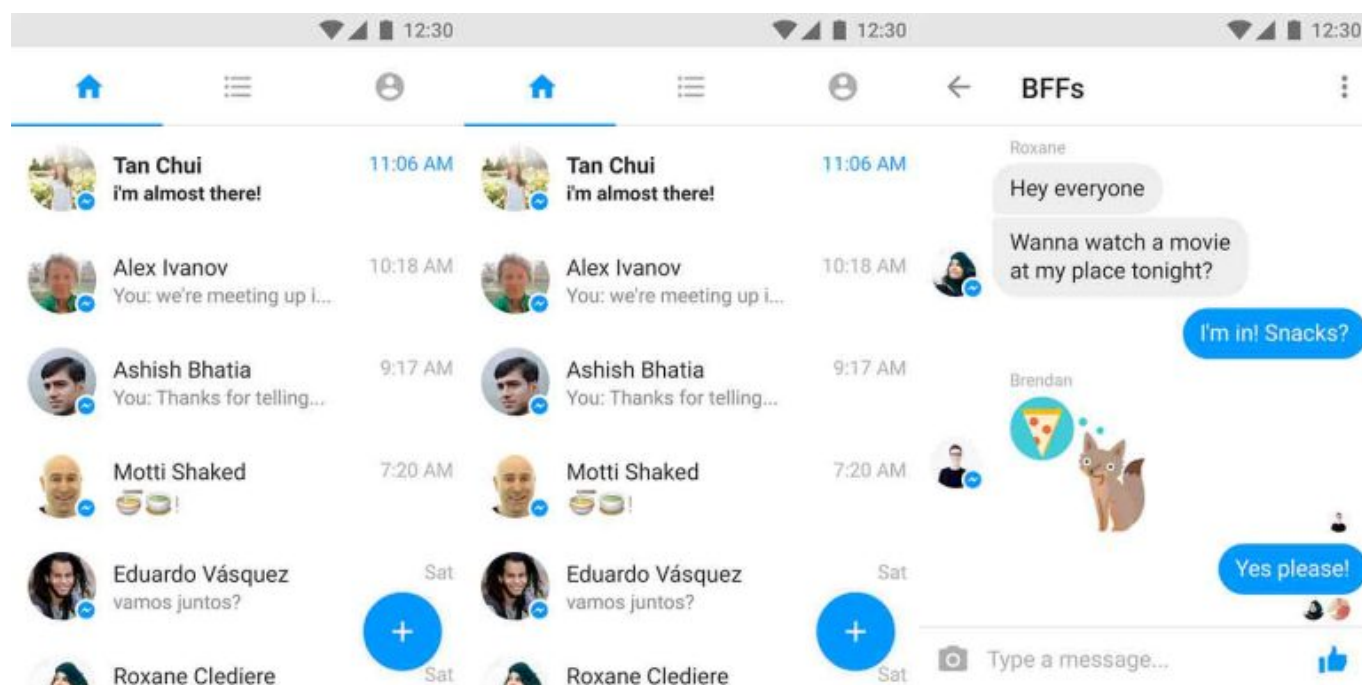 12:30
Tan Chui
11:06 AM
i'm almost there!
Alex Ivanov
10:18 AM
You: we're meeting up i...
Ashish Bhatia
9:17 AM
You: Thanks for telling...
Motti Shaked
7:20 AM
🍜🍵!
Eduardo Vásquez
Sat
vamos juntos?
+
Roxane Clediere
Sat
12:30
Tan Chui
11:06 AM
i'm almost there!
Alex Ivanov
10:18 AM
You: we're meeting up i...
Ashish Bhatia
9:17 AM
You: Thanks for telling...
Motti Shaked
7:20 AM
🍜🍵!
Eduardo Vásquez
Sat
vamos juntos?
+
Roxane Clediere
Sat
12:30
BFFs
Roxane
Hey everyone
Wanna watch a movie
at my place tonight?
I'm in! Snacks?
Brendan
Yes please!
Type a message...